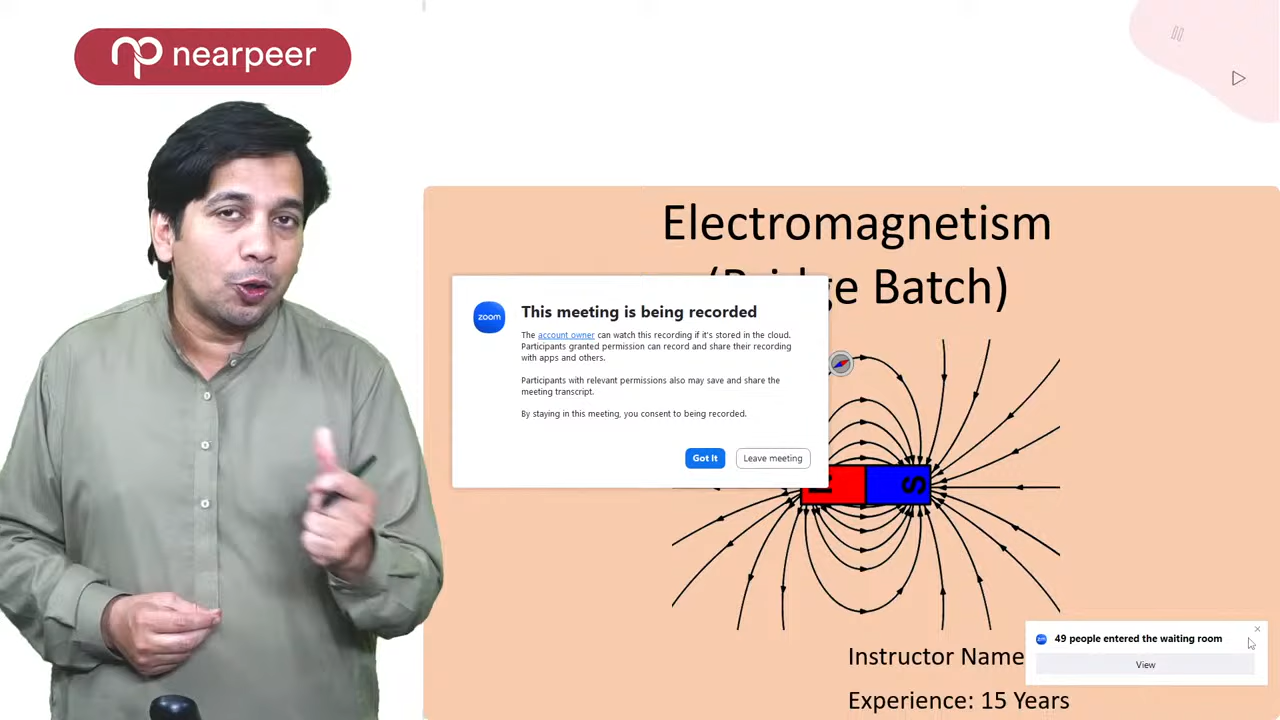 nearpeer
Electromagnetism
Batch)
zoom
This meeting is being recorded
The account owner can watch this recording if it's stored in the cloud.
Participants granted permission can record and share their recording
with apps and others.
Participants with relevant permissions also may save and share the
meeting transcript.
By staying in this meeting, you consent to being recorded.
Got It
Leave meeting
S
49 people entered the waiting room
View
Instructor Name
Experience: 15 Years